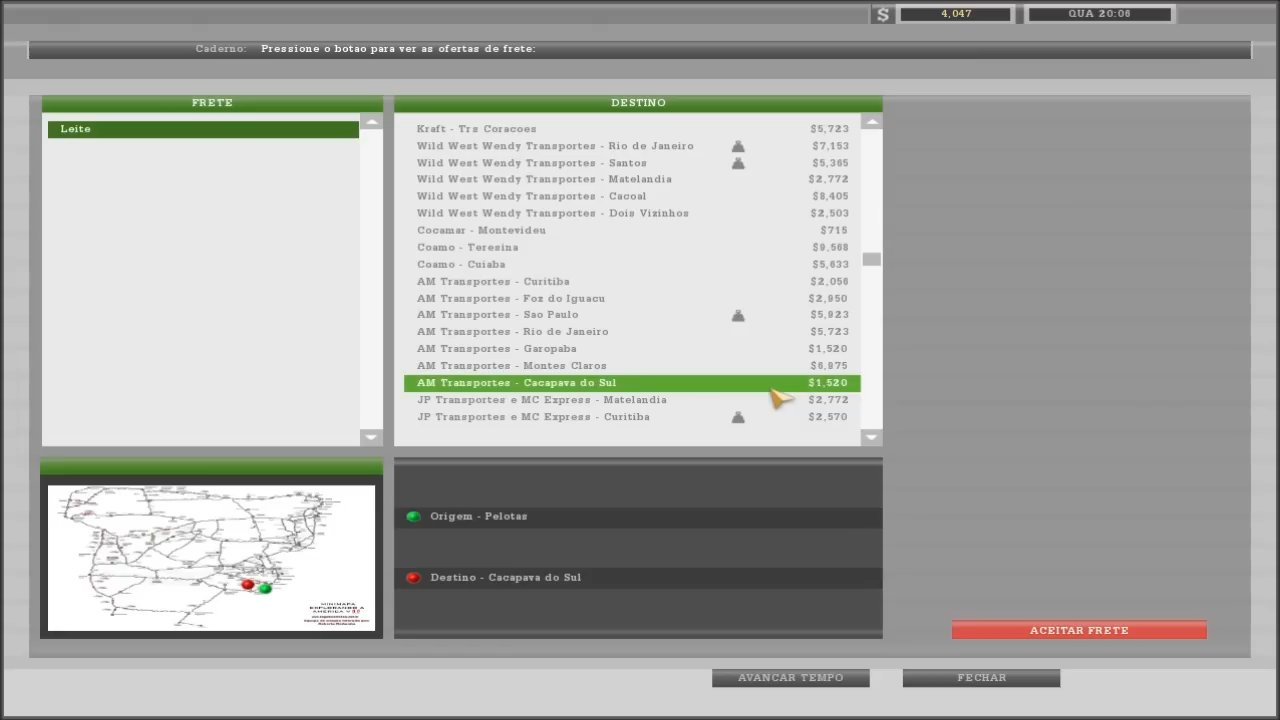 $ 4,047 QUA 20:06
Caderno: Pressione o botao para ver as ofertas de frete:
FRETE
Leite
DESTINO
Kraft - Trs Coracoes $5,723
Wild West Wendy Transportes - Rio de Janeiro $7,153
Wild West Wendy Transportes - Santos $5,365
Wild West Wendy Transportes - Matelandia $2,772
Wild West Wendy Transportes - Cacoal $8,405
Wild West Wendy Transportes - Dois Vizinhos $2,503
Cocamar - Montevideu $715
Coamo - Teresina $9,568
Coamo - Cuiaba $5,633
AM Transportes - Curitiba $2,056
AM Transportes - Foz do Iguacu $2,950
AM Transportes - Sao Paulo $5,923
AM Transportes - Rio de Janeiro $5,723
AM Transportes - Garopaba $1,520
AM Transportes - Montes Claros $6,875
AM Transportes - Cacapava do Sul $1,520
JP Transportes e MC Express - Matelandia $2,772
JP Transportes e MC Express - Curitiba $2,570
MINIMAPA
EXPLORANDO A
Origem - Pelotas
Destino - Cacapava do Sul
ACEITAR FRETE
AVANCAR TEMPO
FECHAR